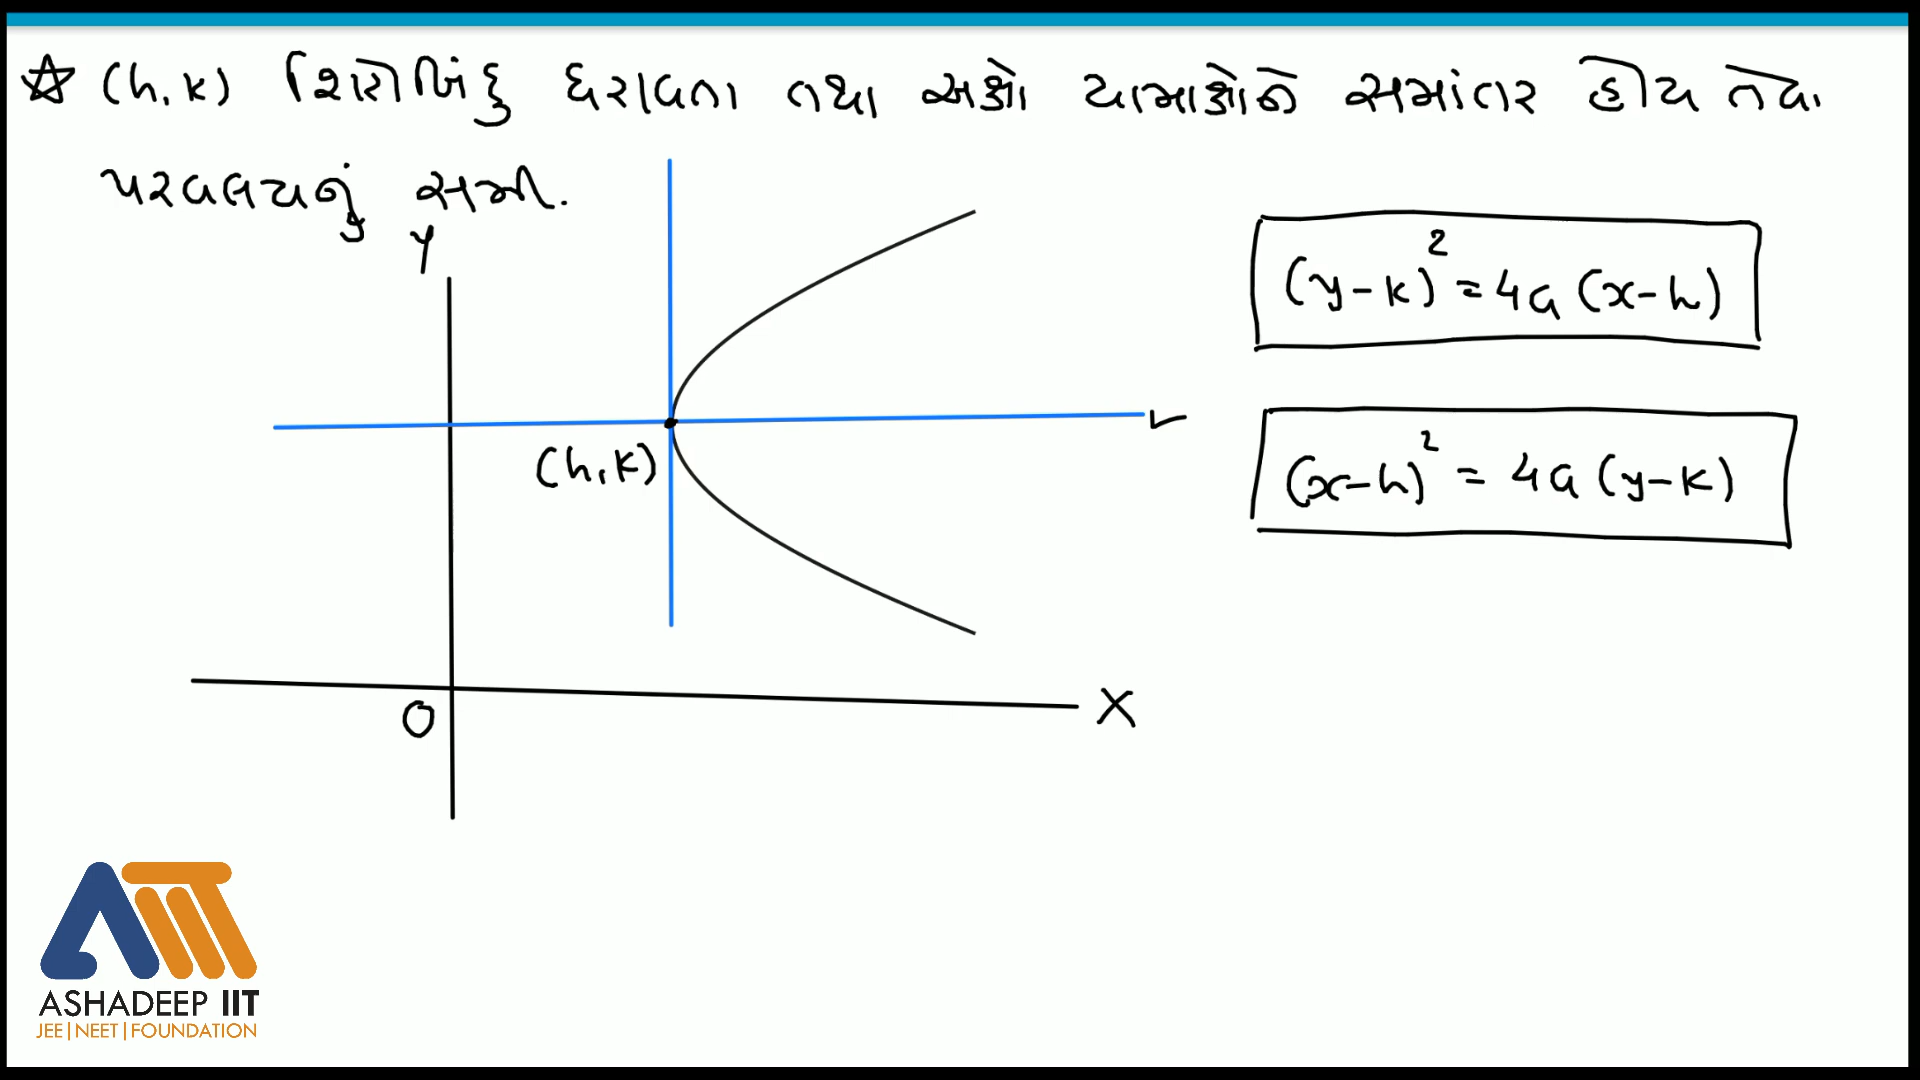 ☆ (h,k) શિરોબિંદુ ધરાવતા તથા અક્ષો યામાક્ષોને સમાંતર હોય તેવા
પરવલયનું સમી.
Y
(y-k)² = 4a (x-h)
(h,k)
(x-h)² = 4a (y-k)
O
X
ASHADEEP IIT
JEE|NEET|FOUNDATION